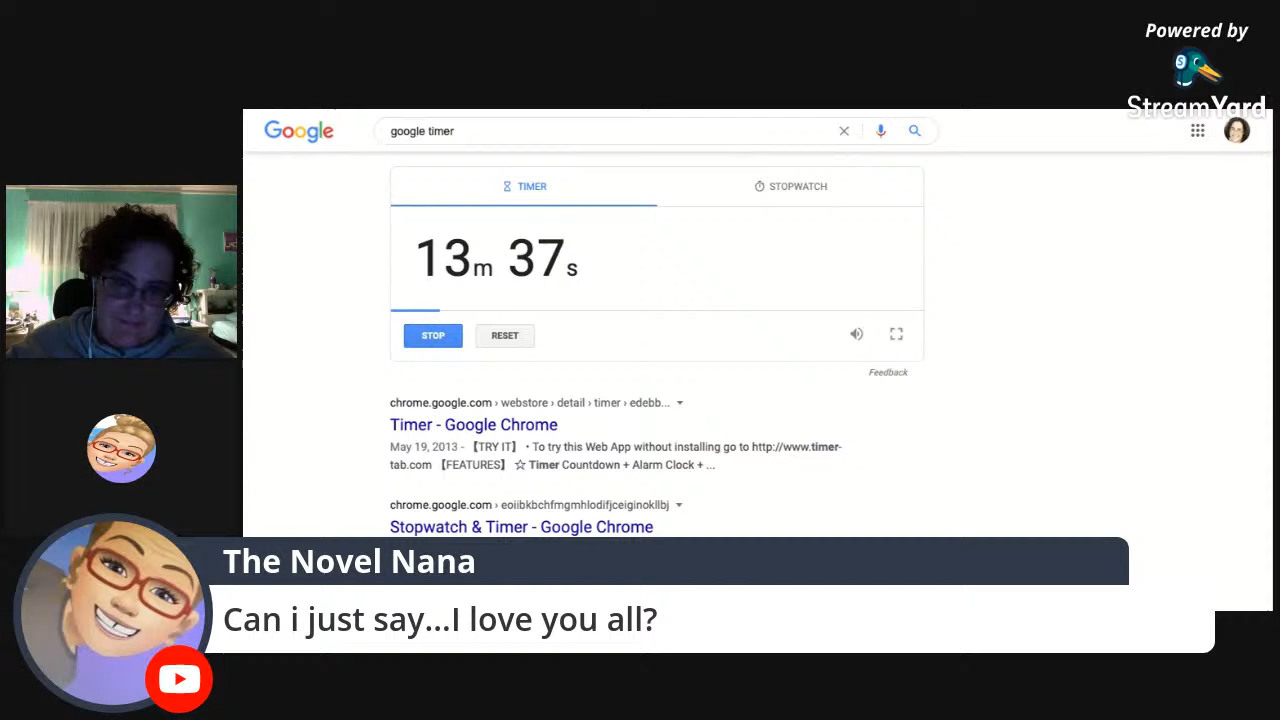 Powered by
StreamYard
Google
google timer
TIMER
STOPWATCH
13m 37s
STOP
RESET
Feedback
chrome.google.com › webstore › detail › timer › edebb...
Timer - Google Chrome
May 19, 2013 - 【TRY IT】 • To try this Web App without installing go to http://www.timer-
tab.com 【FEATURES】 ☆ Timer Countdown + Alarm Clock + ...
chrome.google.com › eoiibkbchfmgmhlodifjceiginokllbj
Stopwatch & Timer - Google Chrome
The Novel Nana
Can i just say...I love you all?